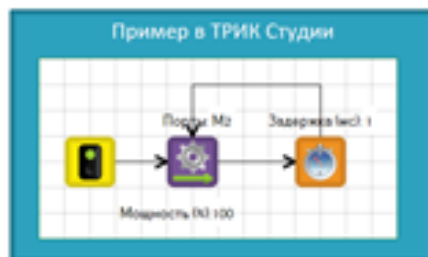 Пример в ТРИК Студии
Порты: M2
Задержка (мс): 1
Мощность (%) 100